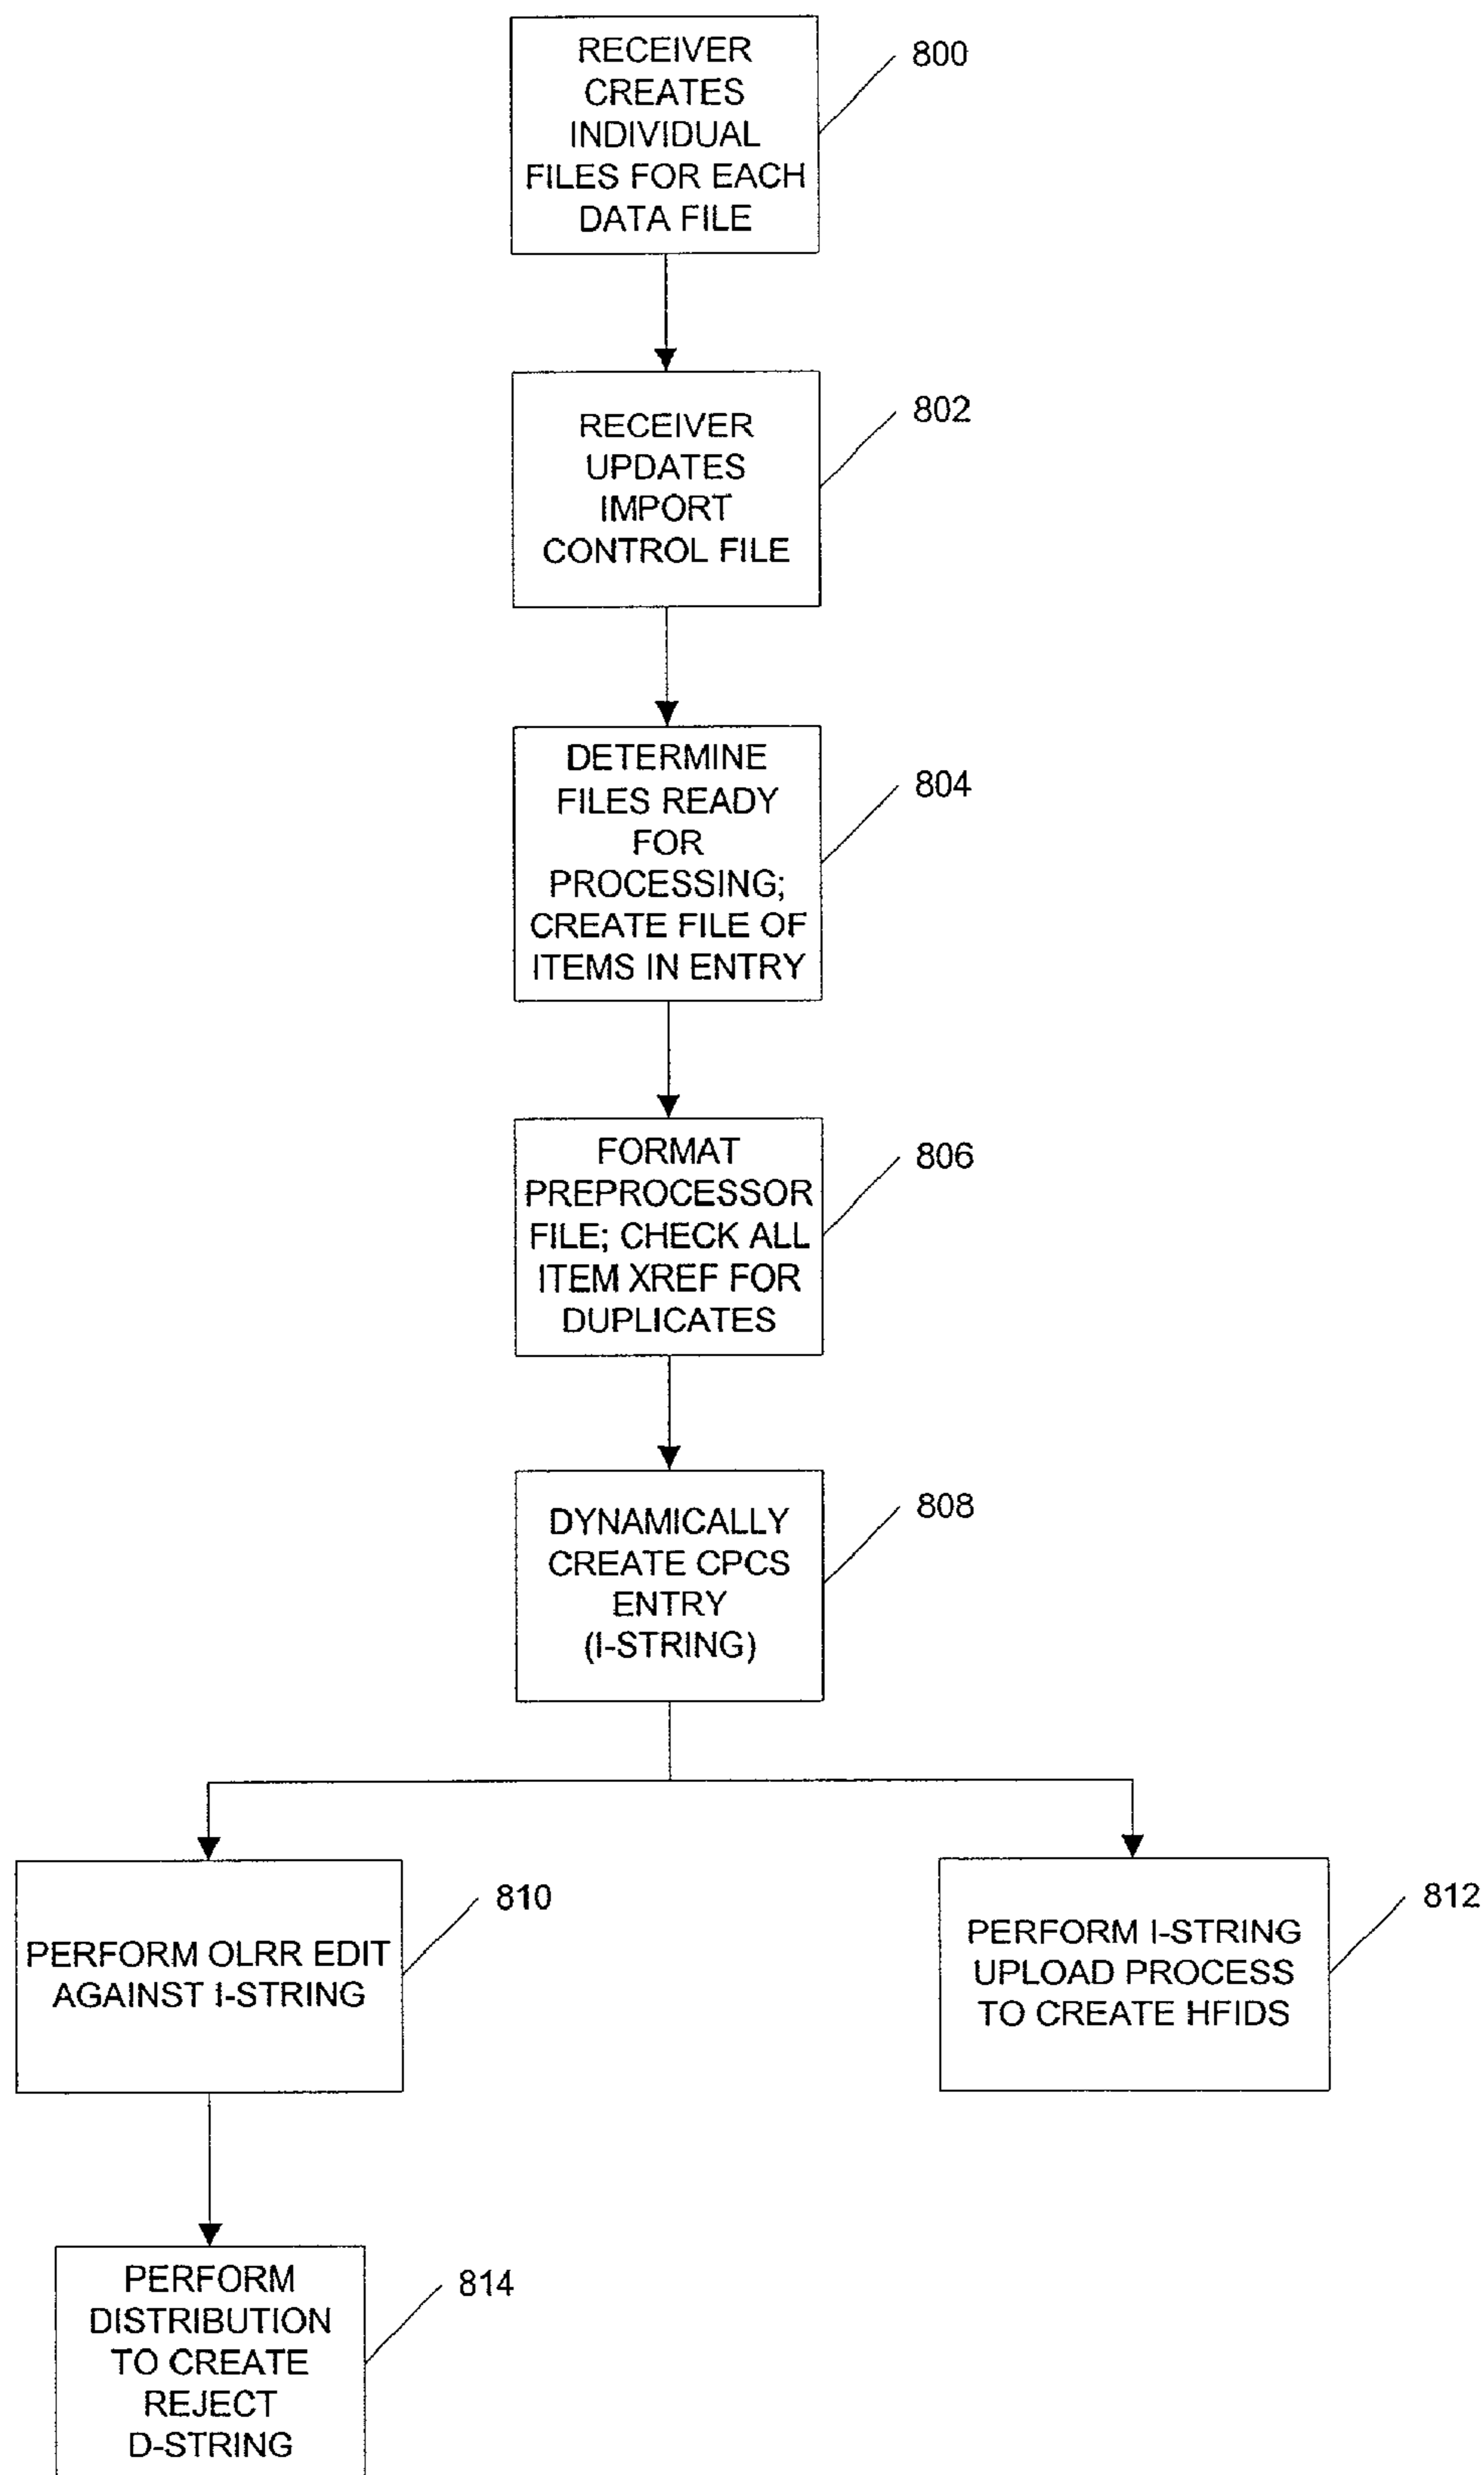 RECEIVER
CREATES
INDIVIDUAL
FILES FOR EACH
DATA FILE
800
RECEIVER
UPDATES
IMPORT
CONTROL FILE
802
DETERMINE
FILES READY
FOR
PROCESSING;
CREATE FILE OF
ITEMS IN ENTRY
804
FORMAT
PREPROCESSOR
FILE; CHECK ALL
ITEM XREF FOR
DUPLICATES
806
DYNAMICALLY
CREATE CPCS
ENTRY
(I-STRING)
808
PERFORM OLRR EDIT
AGAINST I-STRING
810
PERFORM I-STRING
UPLOAD PROCESS
TO CREATE HFIDS
812
PERFORM
DISTRIBUTION
TO CREATE
REJECT
D-STRING
814